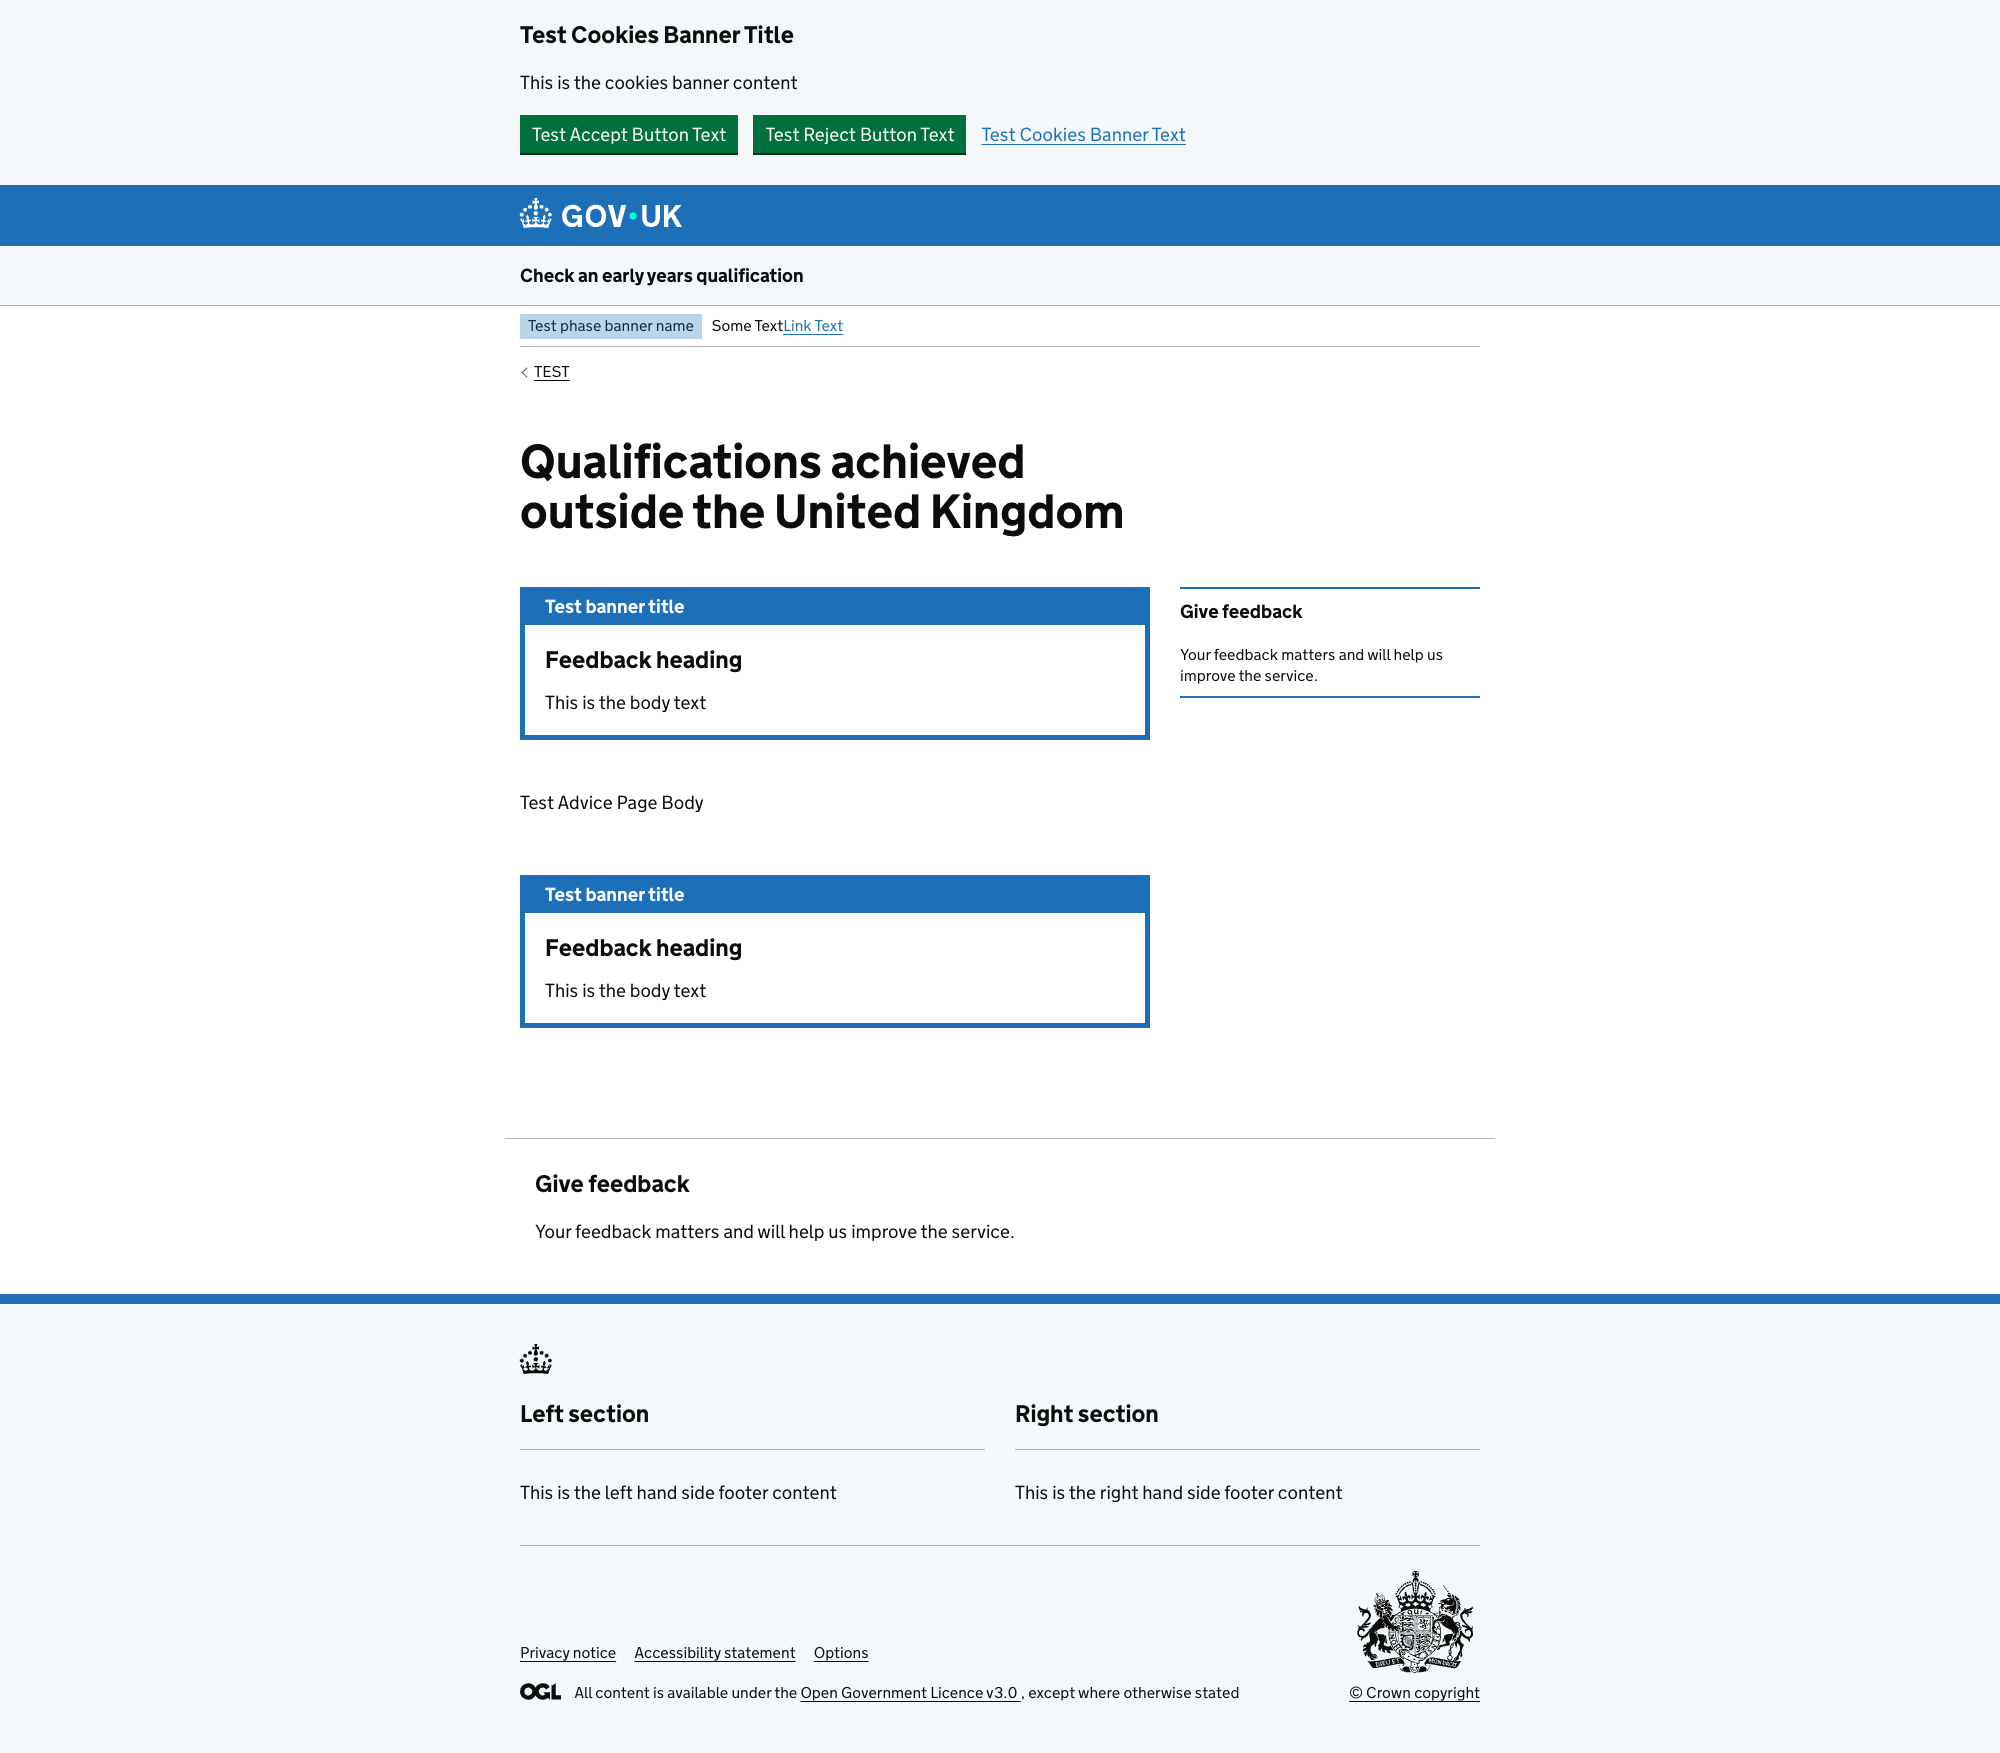 Test Cookies Banner Title
This is the cookies banner content
Test Accept Button Text
Test Reject Button Text
Test Cookies Banner Text
GOV·UK
Check an early years qualification
Test phase banner name
Some TextLink Text
TEST
Qualifications achieved
outside the United Kingdom
Test banner title
Feedback heading
This is the body text
Give feedback
Your feedback matters and will help us
improve the service.
Test Advice Page Body
Test banner title
Feedback heading
This is the body text
Give feedback
Your feedback matters and will help us improve the service.
Left section
This is the left hand side footer content
Right section
This is the right hand side footer content
Privacy notice
Accessibility statement
Options
OGL
All content is available under the Open Government Licence v3.0 , except where otherwise stated
© Crown copyright